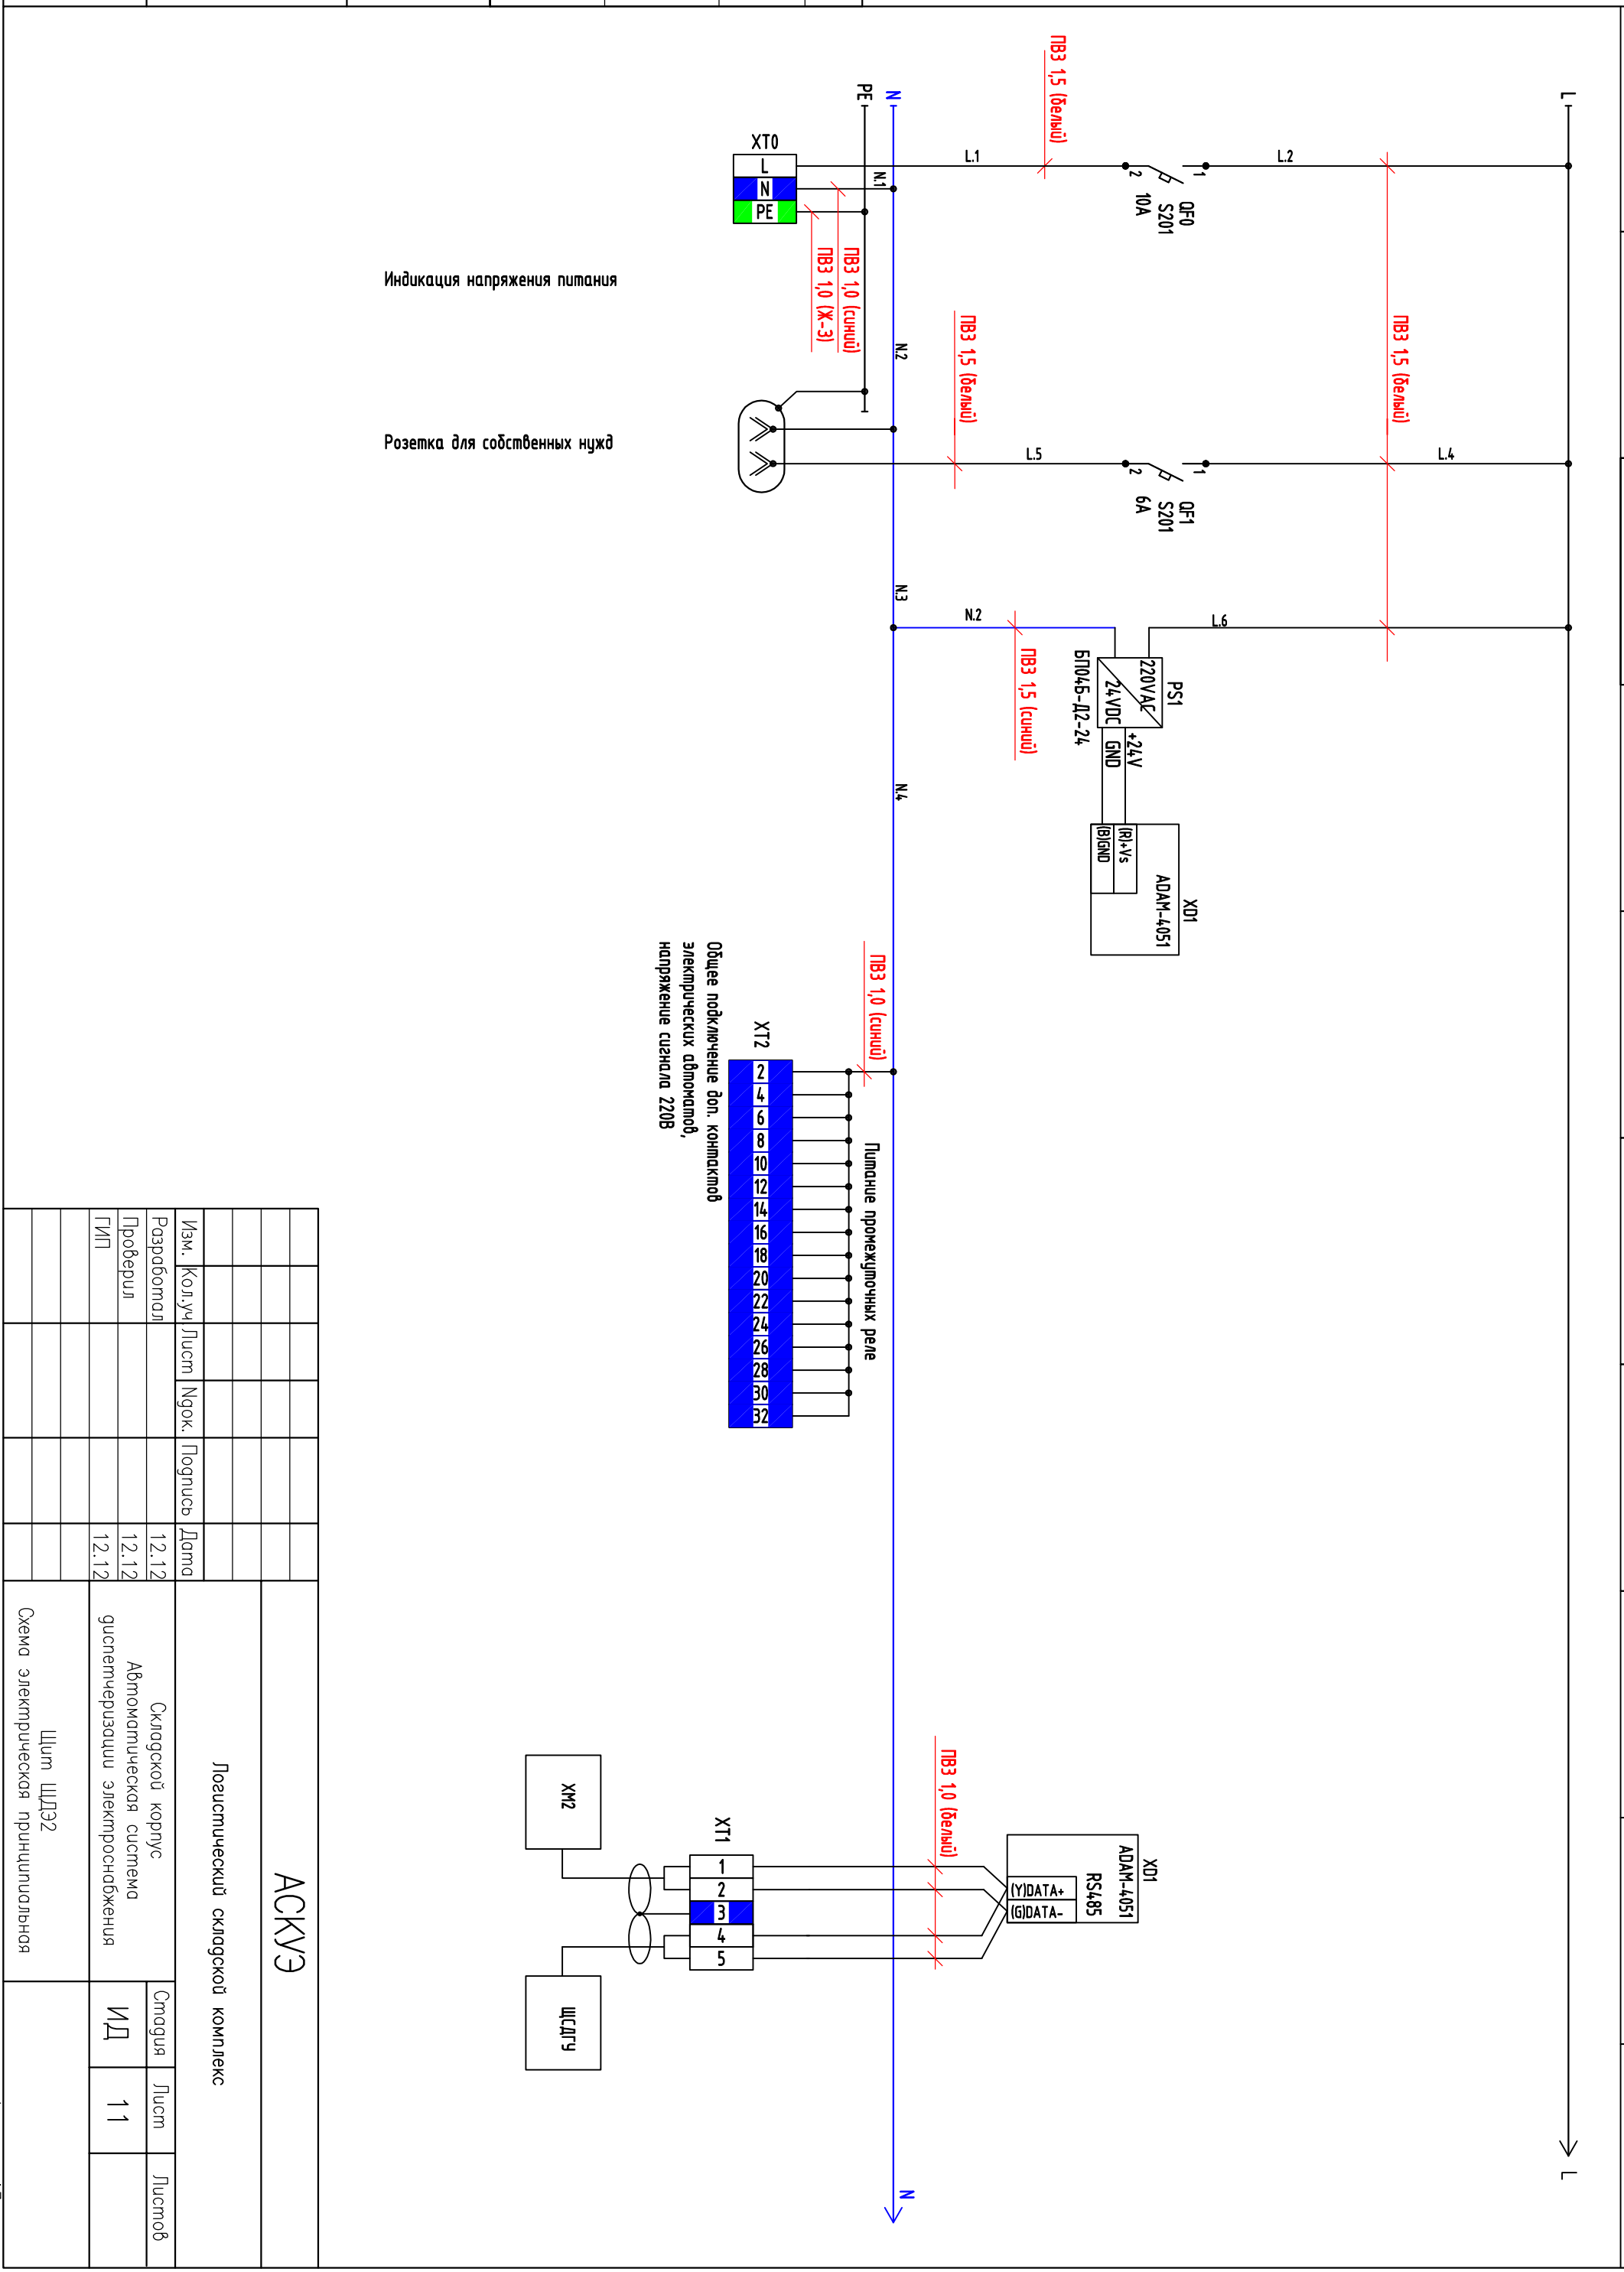 L
L
L.2
L.4
L.6
ПВ3 1,5 (белый)
1
2
QF0
S201
10А
1
2
QF1
S201
6А
PS1
220VAC
24VDC
БП04Б-Д2-24
+24V
GND
XD1
ADAM-4051
(R)+Vs
(B)GND
XD1
ADAM-4051
RS485
(Y)DATA+
(G)DATA-
ПВ3 1,5 (белый)
L.1
ПВ3 1,5 (белый)
L.5
N.2
ПВ3 1,5 (синий)
ПВ3 1,0 (белый)
N
N.1
N.2
N.3
N.4
N
PE
ПВ3 1,0 (синий)
ПВ3 1,0 (Ж-З)
ПВ3 1,0 (синий)
Питание промежуточных реле
XT0
L
N
PE
XT2
2
4
6
8
10
12
14
16
18
20
22
24
26
28
30
32
Общее подключение доп. контактов
электрических автоматов,
напряжение сигнала 220В
XT1
1
2
3
4
5
XM2
ЩСДГУ
Индикация напряжения питания
Розетка для собственных нужд
АСКУЭ
Логистический складской комплекс
Изм. Кол.уч. Лист Nдок. Подпись Дата
Разработал 12.12
Проверил 12.12
ГИП 12.12
Складской корпус
Автоматическая система
диспетчеризации электроснабжения
Стадия Лист Листов
ИД 11
Щит ЩДЭ2
Схема электрическая принципиальная